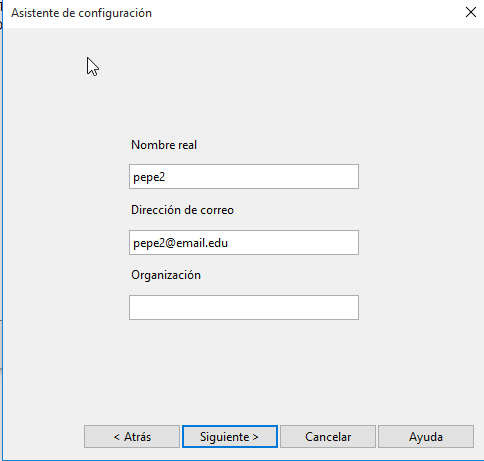 Asistente de configuración
Nombre real
pepe2
Dirección de correo
pepe2@email.edu
Organización
< Atrás
Siguiente >
Cancelar
Ayuda